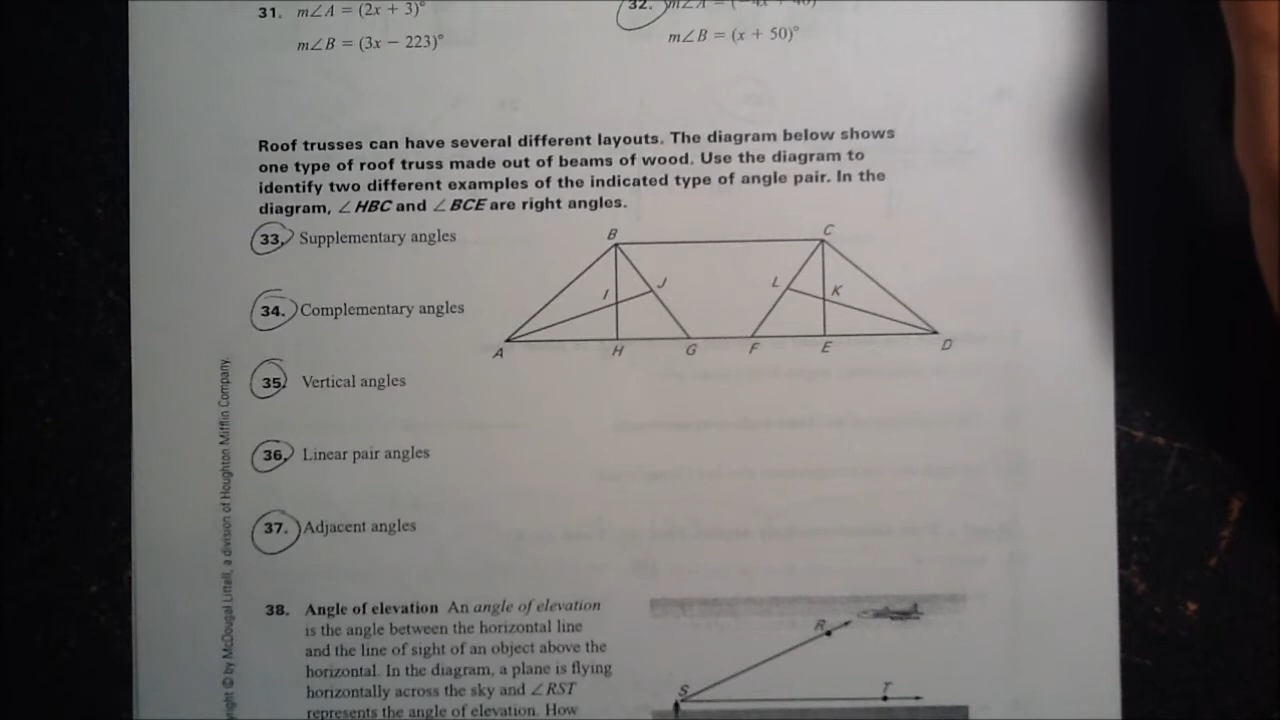 31. m∠A = (2x + 3)°
32. m∠A =
m∠B = (3x − 223)°
m∠B = (x + 50)°
Roof trusses can have several different layouts. The diagram below shows
one type of roof truss made out of beams of wood. Use the diagram to
identify two different examples of the indicated type of angle pair. In the
diagram, ∠HBC and ∠BCE are right angles.
33. Supplementary angles
34. Complementary angles
35. Vertical angles
36. Linear pair angles
37. Adjacent angles
B C
I J L K
A H G F E D
38. Angle of elevation An angle of elevation
is the angle between the horizontal line
and the line of sight of an object above the
horizontal. In the diagram, a plane is flying
horizontally across the sky and ∠RST
represents the angle of elevation. How
R
S T
by McDougal Littell, a division of Houghton Mifflin Company.